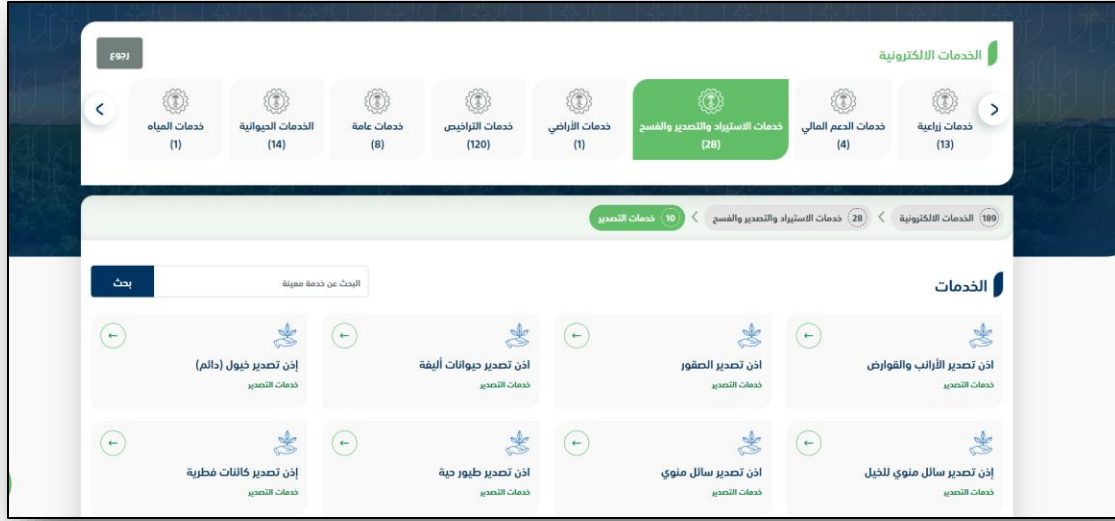 الخدمات الالكترونية
رجوع
خدمات زراعية
(13)
خدمات الدعم المالي
(4)
خدمات الاستيراد والتصدير والفسح
(28)
خدمات الأراضي
(1)
خدمات التراخيص
(120)
خدمات عامة
(8)
الخدمات الحيوانية
(14)
خدمات المياه
(1)
189 الخدمات الالكترونية
28 خدمات الاستيراد والتصدير والفسح
10 خدمات التصدير
الخدمات
البحث عن خدمة معينة
بحث
اذن تصدير الأرانب والقوارض
خدمات التصدير
اذن تصدير الصقور
خدمات التصدير
اذن تصدير حيوانات أليفة
خدمات التصدير
إذن تصدير خيول (دائم)
خدمات التصدير
إذن تصدير سائل منوي للخيل
خدمات التصدير
اذن تصدير سائل منوي
خدمات التصدير
اذن تصدير طيور حية
خدمات التصدير
إذن تصدير كائنات فطرية
خدمات التصدير